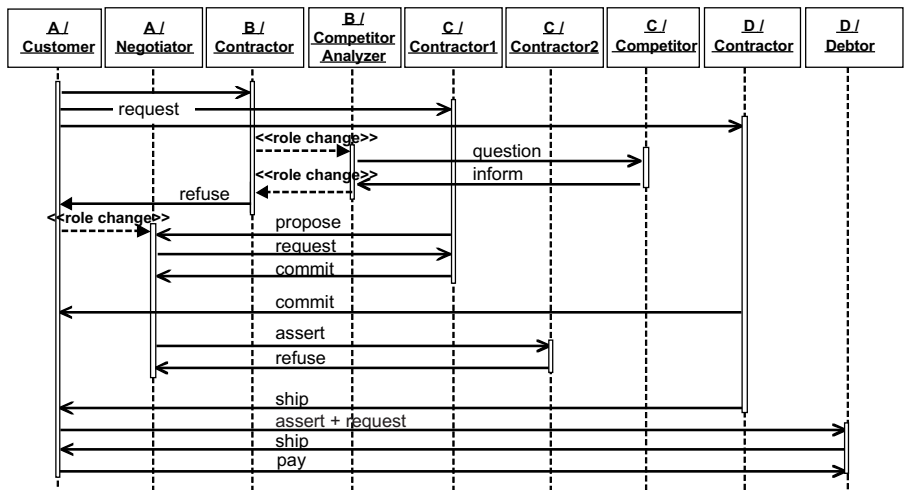 A /
Customer
A /
Negotiator
B /
Contractor
B /
Competitor
Analyzer
C /
Contractor1
C /
Contractor2
C /
Competitor
D /
Contractor
D /
Debtor
request
<<role change>>
question
<<role change>>
inform
refuse
<<role change>>
propose
request
commit
commit
assert
refuse
ship
assert + request
ship
pay